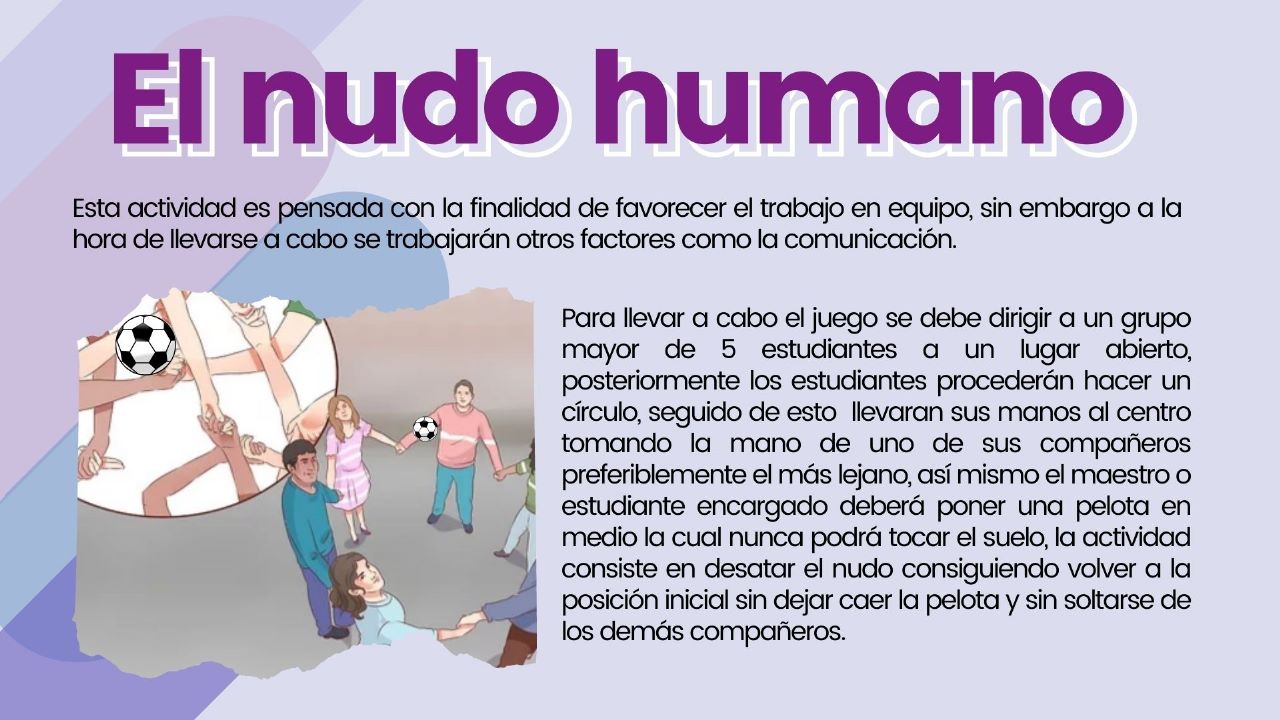 El nudo humano
Esta actividad es pensada con la finalidad de favorecer el trabajo en equipo, sin embargo a la
hora de llevarse a cabo se trabajarán otros factores como la comunicación.
Para llevar a cabo el juego se debe dirigir a un grupo
mayor de 5 estudiantes a un lugar abierto,
posteriormente los estudiantes procederán hacer un
círculo, seguido de esto llevaran sus manos al centro
tomando la mano de uno de sus compañeros
preferiblemente el más lejano, así mismo el maestro o
estudiante encargado deberá poner una pelota en
medio la cual nunca podrá tocar el suelo, la actividad
consiste en desatar el nudo consiguiendo volver a la
posición inicial sin dejar caer la pelota y sin soltarse de
los demás compañeros.